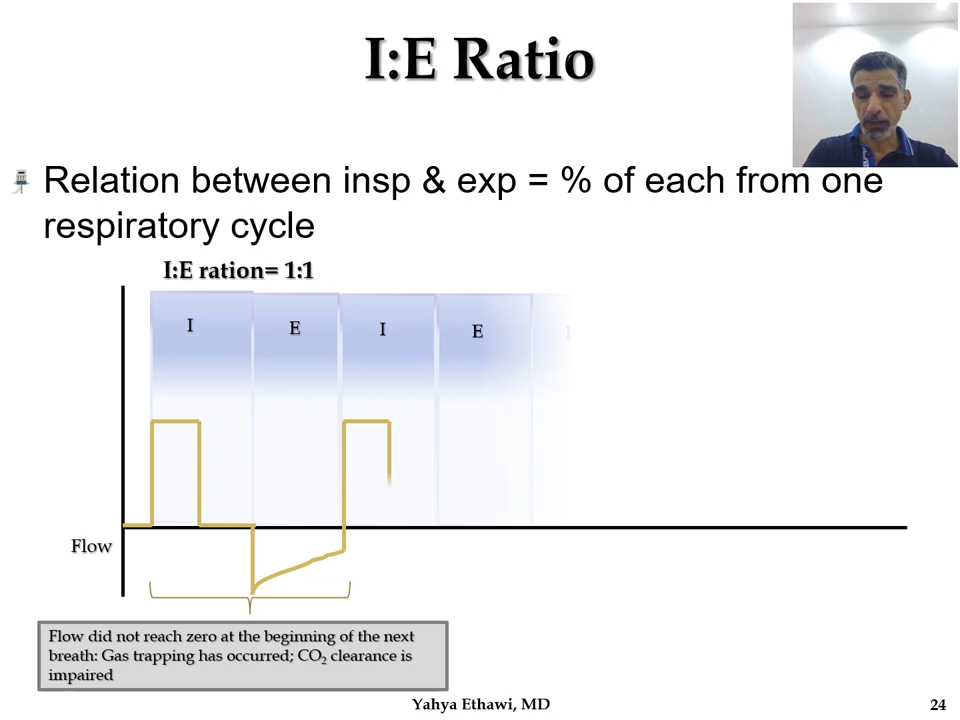 I:E Ratio
Relation between insp & exp = % of each from one
respiratory cycle
I:E ration= 1:1
I E I E
Flow
Flow did not reach zero at the beginning of the next
breath: Gas trapping has occurred; CO₂ clearance is
impaired
Yahya Ethawi, MD 24